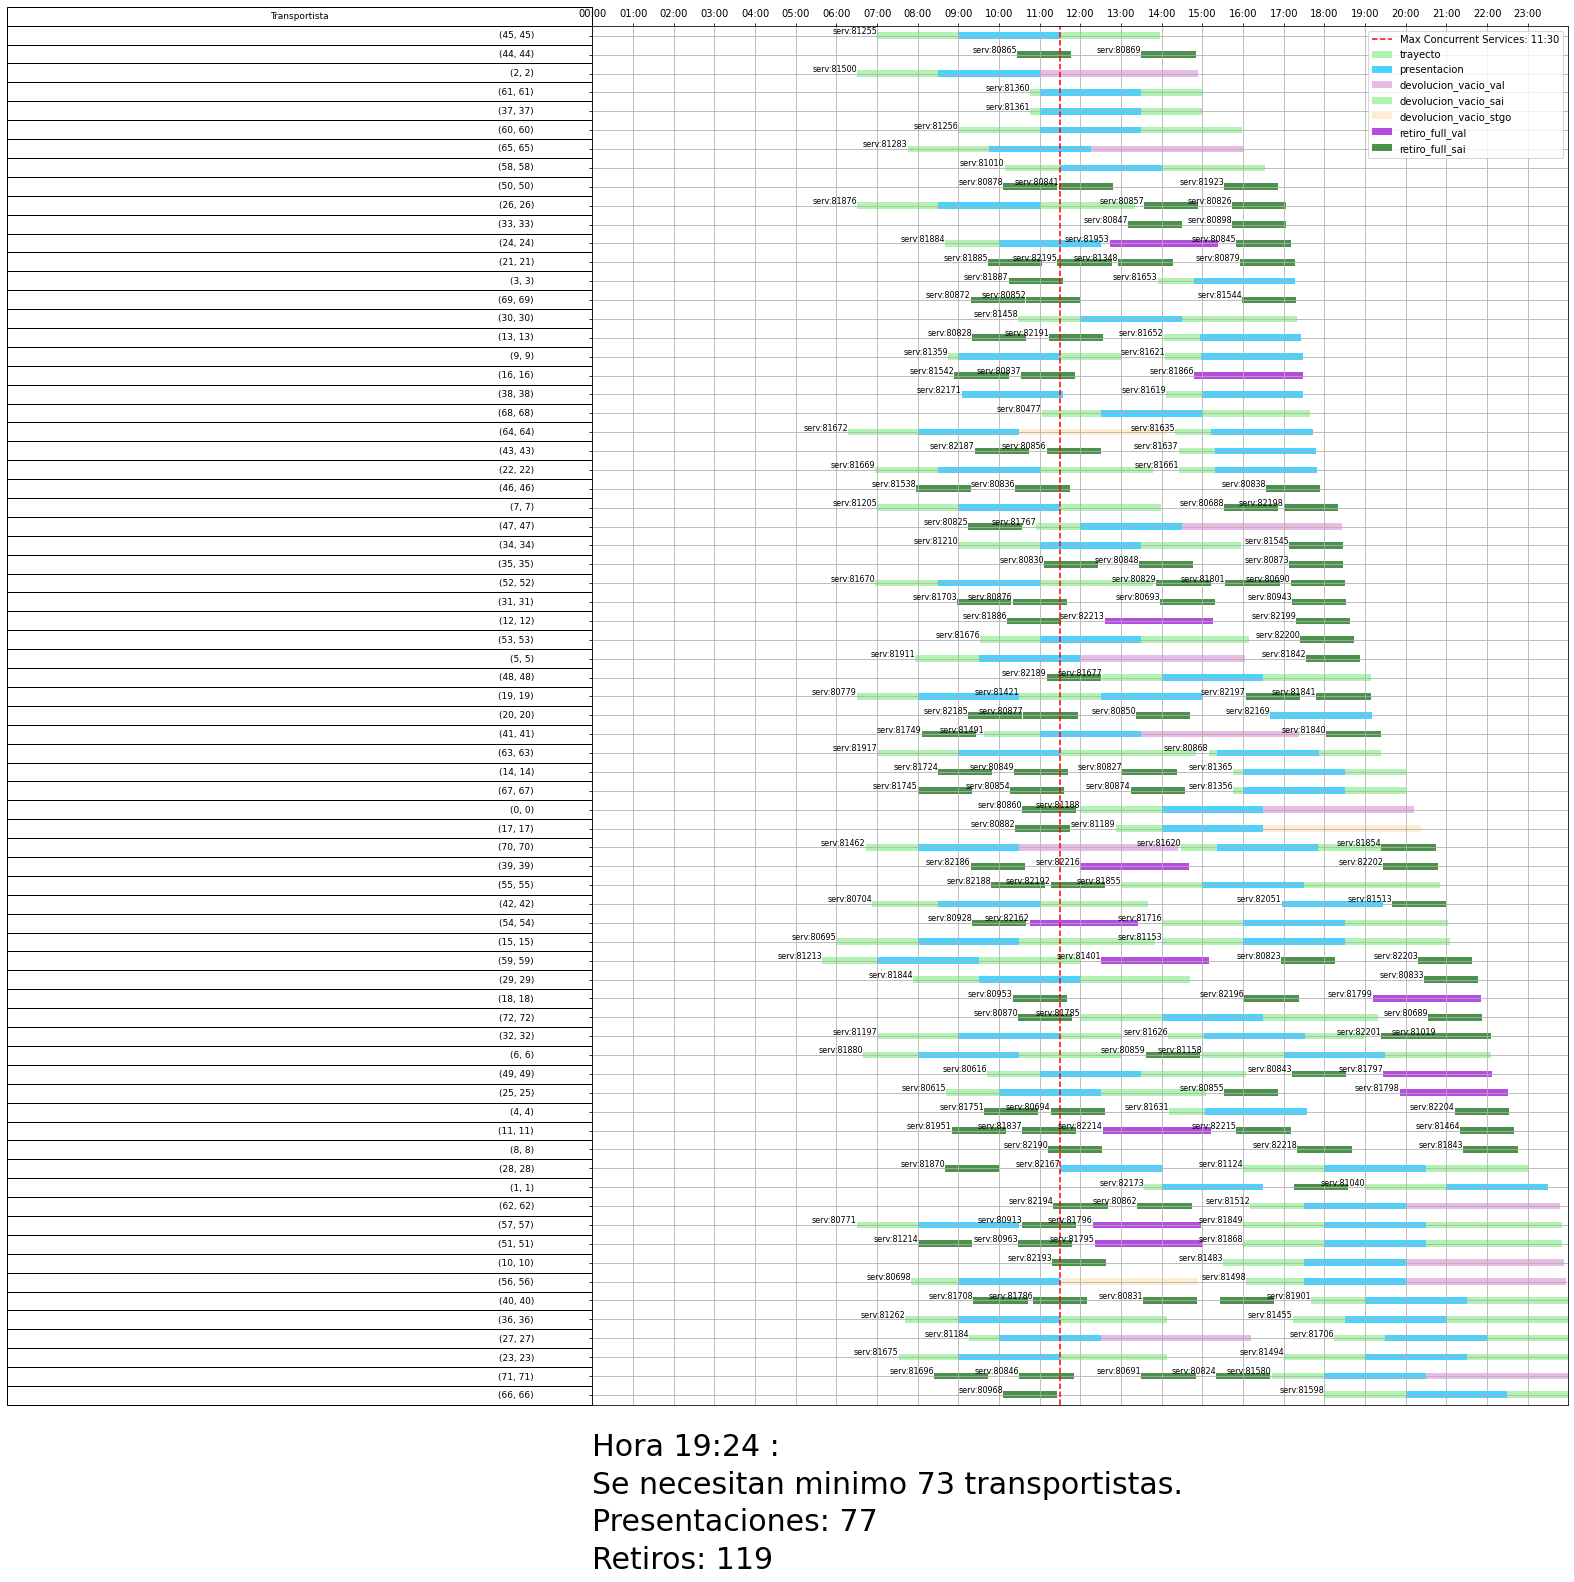 Transportista
00:00 01:00 02:00 03:00 04:00 05:00 06:00 07:00 08:00 09:00 10:00 11:00 12:00 13:00 14:00 15:00 16:00 17:00 18:00 19:00 20:00 21:00 22:00 23:00
Max Concurrent Services: 11:30
trayecto
presentacion
devolucion_vacio_val
devolucion_vacio_sai
devolucion_vacio_stgo
retiro_full_val
retiro_full_sai
(45, 45) serv:81255
(44, 44) serv:80865 serv:80869
(2, 2) serv:81500
(61, 61) serv:81360
(37, 37) serv:81361
(60, 60) serv:81256
(65, 65) serv:81283
(58, 58) serv:81010
(50, 50) serv:80878 serv:80841 serv:81923
(26, 26) serv:81876 serv:80857 serv:80826
(33, 33) serv:80847 serv:80898
(24, 24) serv:81884 serv:81953 serv:80845
(21, 21) serv:81885 serv:82195 serv:81348 serv:80879
(3, 3) serv:81887 serv:81653
(69, 69) serv:80872 serv:80852 serv:81544
(30, 30) serv:81458
(13, 13) serv:80828 serv:82191 serv:81652
(9, 9) serv:81359 serv:81621
(16, 16) serv:81542 serv:80837 serv:81866
(38, 38) serv:82171 serv:81619
(68, 68) serv:80477
(64, 64) serv:81672 serv:81635
(43, 43) serv:82187 serv:80856 serv:81637
(22, 22) serv:81669 serv:81661
(46, 46) serv:81538 serv:80836 serv:80838
(7, 7) serv:81205 serv:80688 serv:82198
(47, 47) serv:80825 serv:81767
(34, 34) serv:81210 serv:81545
(35, 35) serv:80830 serv:80848 serv:80873
(52, 52) serv:81670 serv:80829 serv:81801 serv:80690
(31, 31) serv:81703 serv:80876 serv:80693 serv:80943
(12, 12) serv:81886 serv:82213 serv:82199
(53, 53) serv:81676 serv:82200
(5, 5) serv:81911 serv:81842
(48, 48) serv:82189 serv:81677
(19, 19) serv:80779 serv:81421 serv:82197 serv:81841
(20, 20) serv:82185 serv:80877 serv:80850 serv:82169
(41, 41) serv:81749 serv:81491 serv:81840
(63, 63) serv:81917 serv:80868
(14, 14) serv:81724 serv:80849 serv:80827 serv:81365
(67, 67) serv:81745 serv:80854 serv:80874 serv:81356
(0, 0) serv:80860 serv:81188
(17, 17) serv:80882 serv:81189
(70, 70) serv:81462 serv:81620 serv:81854
(39, 39) serv:82186 serv:82216 serv:82202
(55, 55) serv:82188 serv:82192 serv:81855
(42, 42) serv:80704 serv:82051 serv:81513
(54, 54) serv:80928 serv:82162 serv:81716
(15, 15) serv:80695 serv:81153
(59, 59) serv:81213 serv:81401 serv:80823 serv:82203
(29, 29) serv:81844 serv:80833
(18, 18) serv:80953 serv:82196 serv:81799
(72, 72) serv:80870 serv:81785 serv:80689
(32, 32) serv:81197 serv:81626 serv:82201 serv:81019
(6, 6) serv:81880 serv:80859 serv:81158
(49, 49) serv:80616 serv:80843 serv:81797
(25, 25) serv:80615 serv:80855 serv:81798
(4, 4) serv:81751 serv:80694 serv:81631 serv:82204
(11, 11) serv:81951 serv:81837 serv:82214 serv:82215 serv:81464
(8, 8) serv:82190 serv:82218 serv:81843
(28, 28) serv:81870 serv:82167 serv:81124
(1, 1) serv:82173 serv:81040
(62, 62) serv:82194 serv:80862 serv:81512
(57, 57) serv:80771 serv:80913 serv:81796 serv:81849
(51, 51) serv:81214 serv:80963 serv:81795 serv:81868
(10, 10) serv:82193 serv:81483
(56, 56) serv:80698 serv:81498
(40, 40) serv:81708 serv:81786 serv:80831 serv:81901
(36, 36) serv:81262 serv:81455
(27, 27) serv:81184 serv:81706
(23, 23) serv:81675 serv:81494
(71, 71) serv:81696 serv:80846 serv:80691 serv:80824 serv:81580
(66, 66) serv:80968 serv:81598
Hora 19:24 :
Se necesitan minimo 73 transportistas.
Presentaciones: 77
Retiros: 119